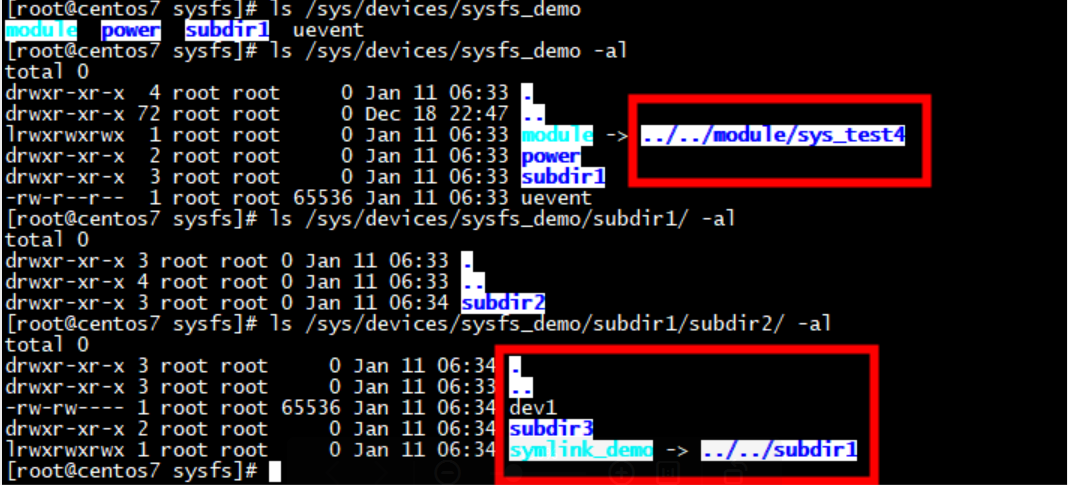 [root@centos7 sysfs]# ls /sys/devices/sysfs_demo
module  power  subdir1  uevent
[root@centos7 sysfs]# ls /sys/devices/sysfs_demo -al
total 0
drwxr-xr-x  4 root root     0 Jan 11 06:33 .
drwxr-xr-x 72 root root     0 Dec 18 22:47 ..
lrwxrwxrwx  1 root root     0 Jan 11 06:33 module -> ../../module/sys_test4
drwxr-xr-x  2 root root     0 Jan 11 06:33 power
drwxr-xr-x  3 root root     0 Jan 11 06:33 subdir1
-rw-r--r--  1 root root 65536 Jan 11 06:33 uevent
[root@centos7 sysfs]# ls /sys/devices/sysfs_demo/subdir1/ -al
total 0
drwxr-xr-x 3 root root 0 Jan 11 06:33 .
drwxr-xr-x 4 root root 0 Jan 11 06:33 ..
drwxr-xr-x 3 root root 0 Jan 11 06:34 subdir2
[root@centos7 sysfs]# ls /sys/devices/sysfs_demo/subdir1/subdir2/ -al
total 0
drwxr-xr-x 3 root root     0 Jan 11 06:34 .
drwxr-xr-x 3 root root     0 Jan 11 06:33 ..
-rw-rw---- 1 root root 65536 Jan 11 06:34 dev1
drwxr-xr-x 2 root root     0 Jan 11 06:34 subdir3
lrwxrwxrwx 1 root root     0 Jan 11 06:34 symlink_demo -> ../../subdir1
[root@centos7 sysfs]#